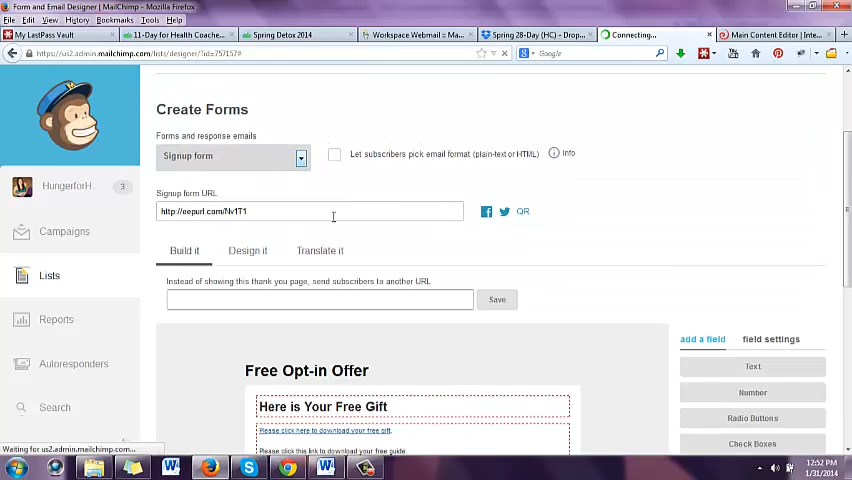 Form and Email Designer | MailChimp - Mozilla Firefox
File Edit View History Bookmarks Tools Help
My LastPass Vault
11-Day for Health Coache...
Spring Detox 2014
Workspace Webmail :: Ma...
Spring 28-Day (HC) - Drop...
Connecting...
Main Content Editor | Inte...
https://us2.admin.mailchimp.com/lists/designer/?id=757157#
Google
Create Forms
Forms and response emails
Signup form
Let subscribers pick email format (plain-text or HTML)
Info
HungerforH.
3
Signup form URL
http://eepurl.com/Nv1T1
QR
Campaigns
Build it
Design it
Translate it
Lists
Instead of showing this thank you page, send subscribers to another URL
Save
Reports
add a field
field settings
Autoresponders
Free Opt-in Offer
Text
Here is Your Free Gift
Number
Please click here to download your free gift.
Search
Radio Buttons
Please click this link to download your free guide.
Check Boxes
Waiting for us2.admin.mailchimp.com...
12:52 PM
1/31/2014